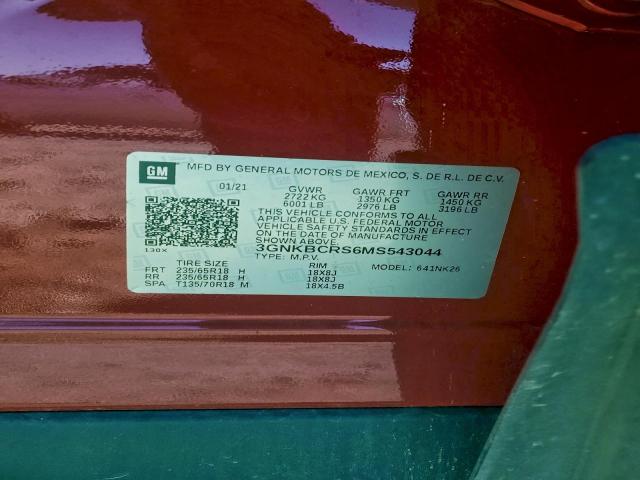 GM MFD BY GENERAL MOTORS DE MEXICO, S. DE R.L. DE C.V.
01/21 GVWR GAWR FRT GAWR RR
2722 KG 1350 KG 1450 KG
6001 LB 2976 LB 3196 LB
THIS VEHICLE CONFORMS TO ALL
APPLICABLE U.S. FEDERAL MOTOR
VEHICLE SAFETY STANDARDS IN EFFECT
ON THE DATE OF MANUFACTURE
SHOWN ABOVE.
130X 3GNKBCRS6MS543044
TYPE: M.P.V. MODEL: 641NK26
TIRE SIZE RIM
FRT 235/65R18 H 18X8J
RR 235/65R18 H 18X8J
SPA T135/70R18 M 18X4.5B